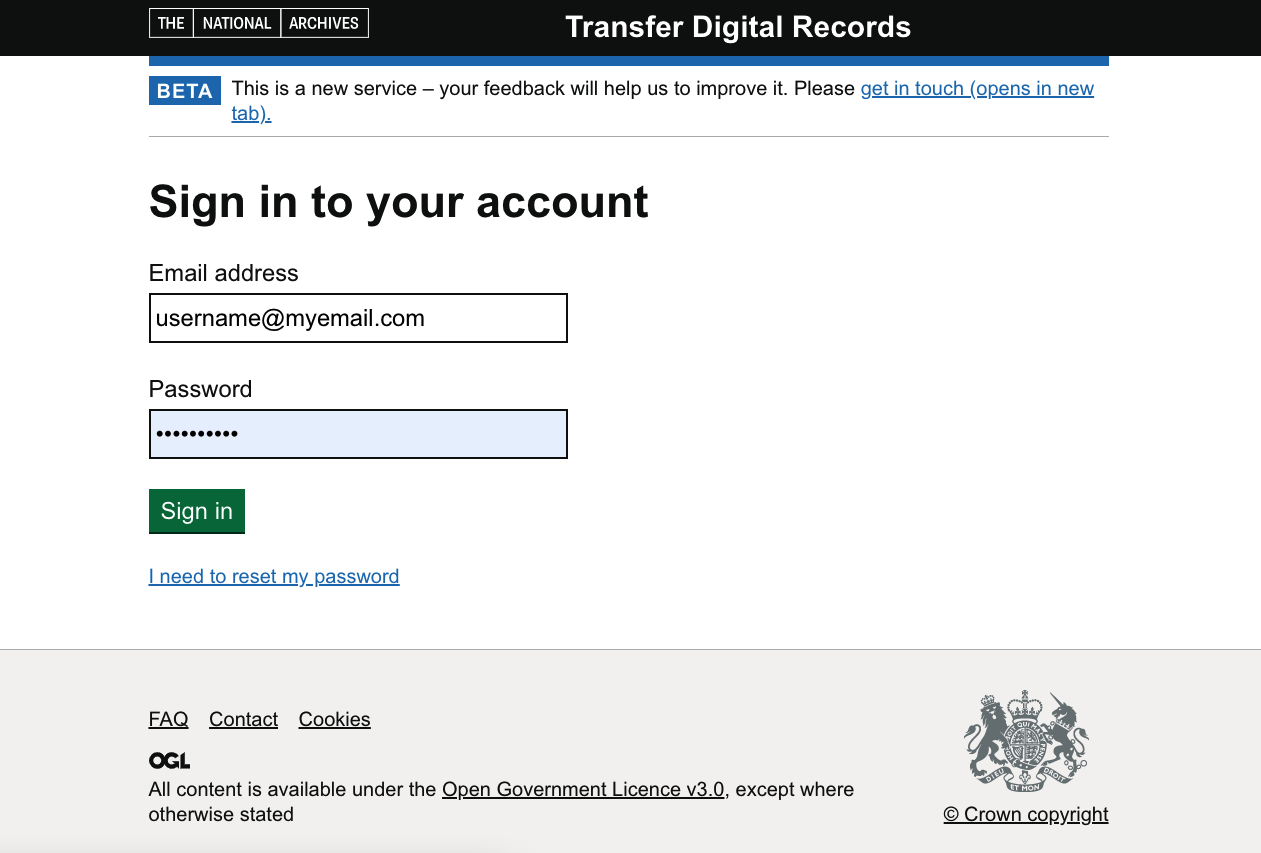 THE NATIONAL ARCHIVES
Transfer Digital Records
BETA
This is a new service – your feedback will help us to improve it. Please get in touch (opens in new
tab).
Sign in to your account
Email address
username@myemail.com
Password
••••••••••
Sign in
I need to reset my password
FAQ Contact Cookies
OGL
All content is available under the Open Government Licence v3.0, except where
otherwise stated
DIEU ET MON DROIT
© Crown copyright